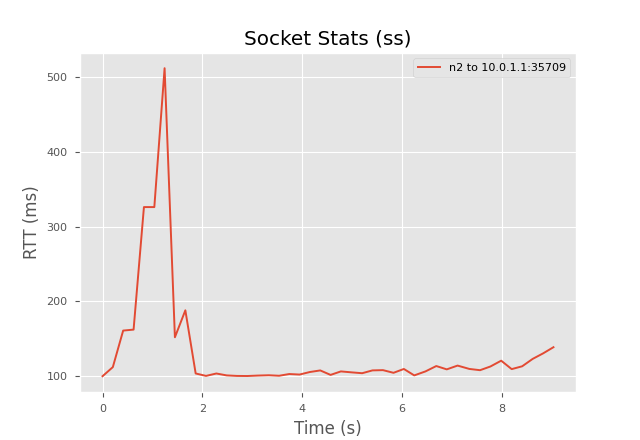 Socket Stats (ss)
n2 to 10.0.1.1:35709
500
400
300
200
100
RTT (ms)
0 2 4 6 8
Time (s)